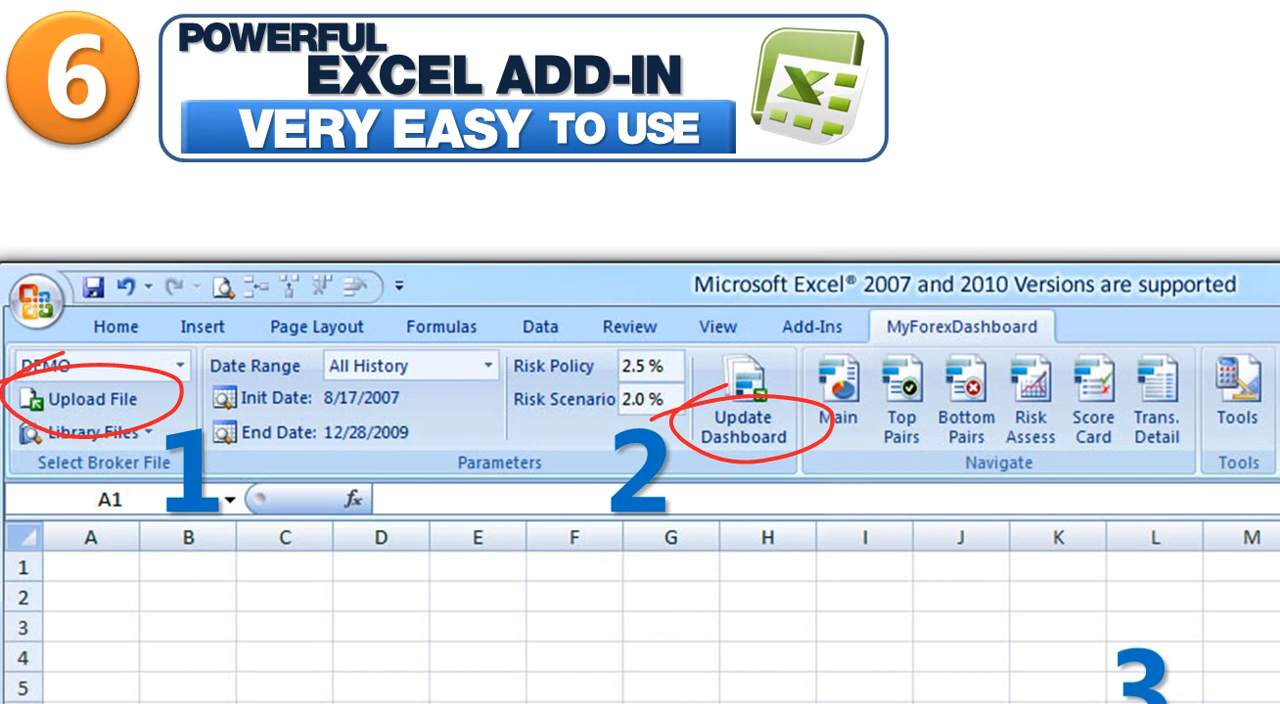 6
POWERFUL
EXCEL ADD-IN
VERY EASY TO USE
Microsoft Excel® 2007 and 2010 Versions are supported
Home Insert Page Layout Formulas Data Review View Add-Ins MyForexDashboard
DEMO Date Range All History Risk Policy 2.5 %
Upload File Init Date: 8/17/2007 Risk Scenario 2.0 %
Library Files End Date: 12/28/2009
Update Dashboard Main Top Pairs Bottom Pairs Risk Assess Score Card Trans. Detail Tools
Select Broker File Parameters Navigate Tools
1 2
A1 fx
A B C D E F G H I J K L M
1
2
3
4
5
3